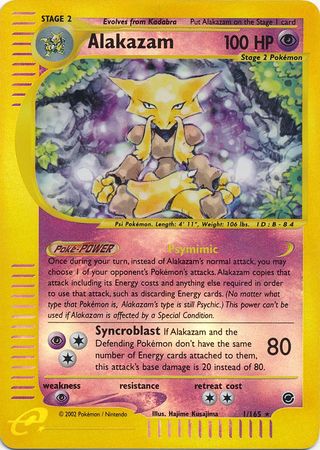 STAGE 2
Evolves from Kadabra
Put Alakazam on the Stage 1 card
Alakazam
100 HP
Stage 2 Pokémon
Psi Pokémon. Length: 4' 11", Weight: 106 lbs. ID:B-84
Poké-POWER
Psymimic
Once during your turn, instead of Alakazam's normal attack, you may
choose 1 of your opponent's Pokémon's attacks. Alakazam copies that
attack including its Energy costs and anything else required in order
to use that attack, such as discarding Energy cards. (No matter what
type that Pokémon is, Alakazam's type is still Psychic.) This power can't be
used if Alakazam is affected by a Special Condition.
Syncroblast If Alakazam and the
Defending Pokémon don't have the same
number of Energy cards attached to them,
this attack's base damage is 20 instead of 80.
80
weakness
resistance
retreat cost
e
© 2002 Pokémon / Nintendo
Illus. Hajime Kusajima
1/165